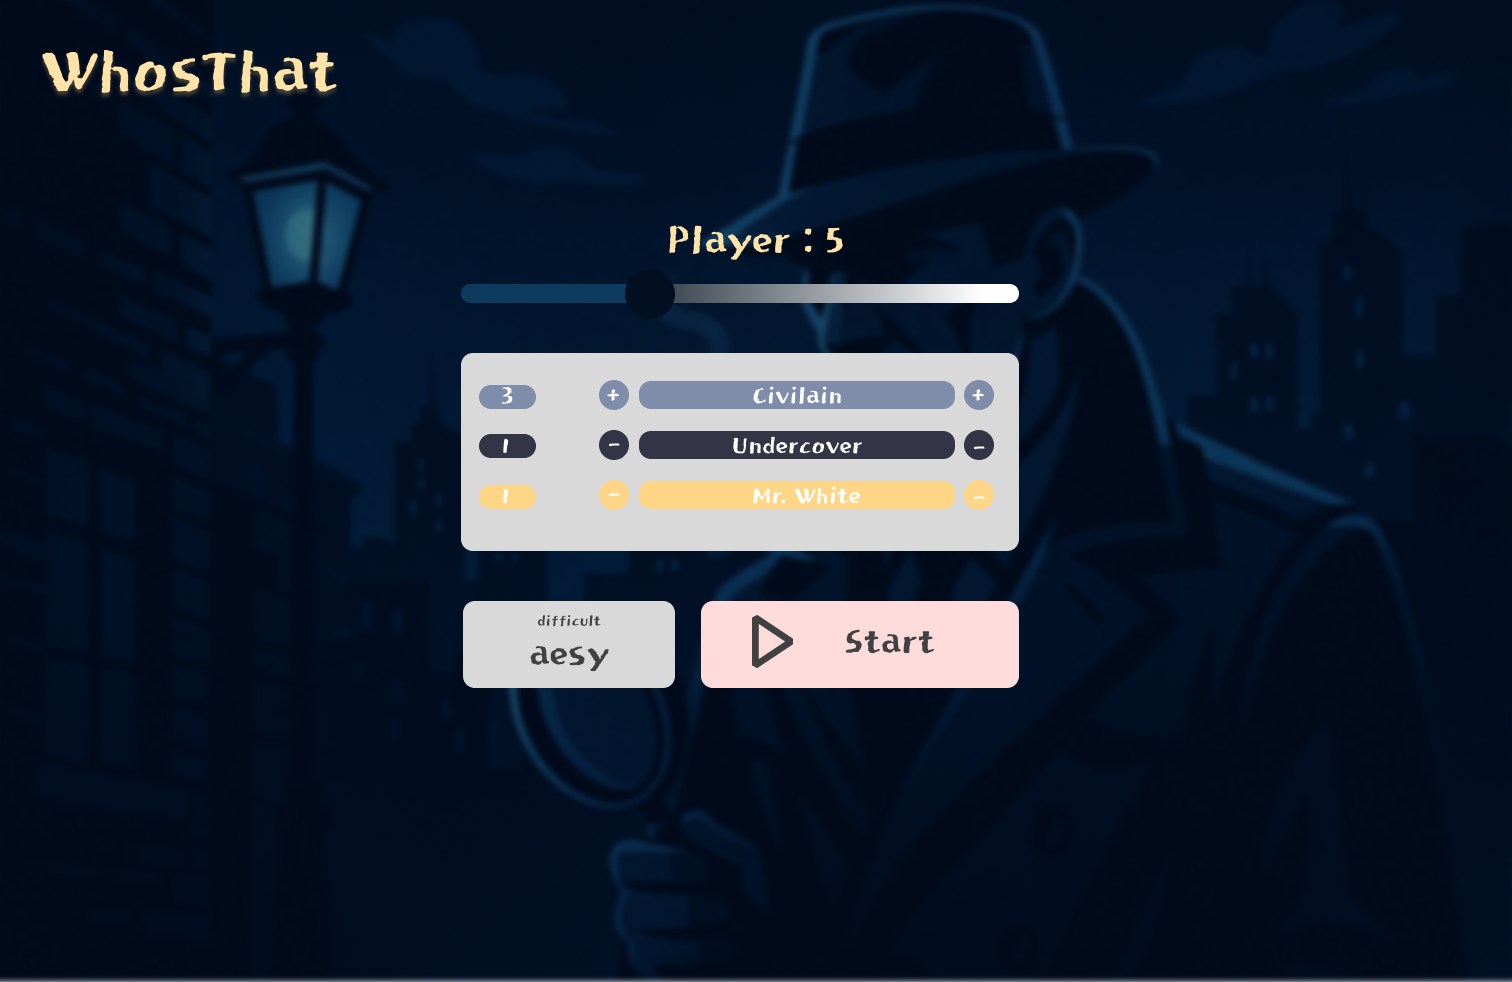 WhosThat
Player : 5
3 + Civilain +
1 - Undercover -
1 - Mr. White -
difficult
aesy
Start